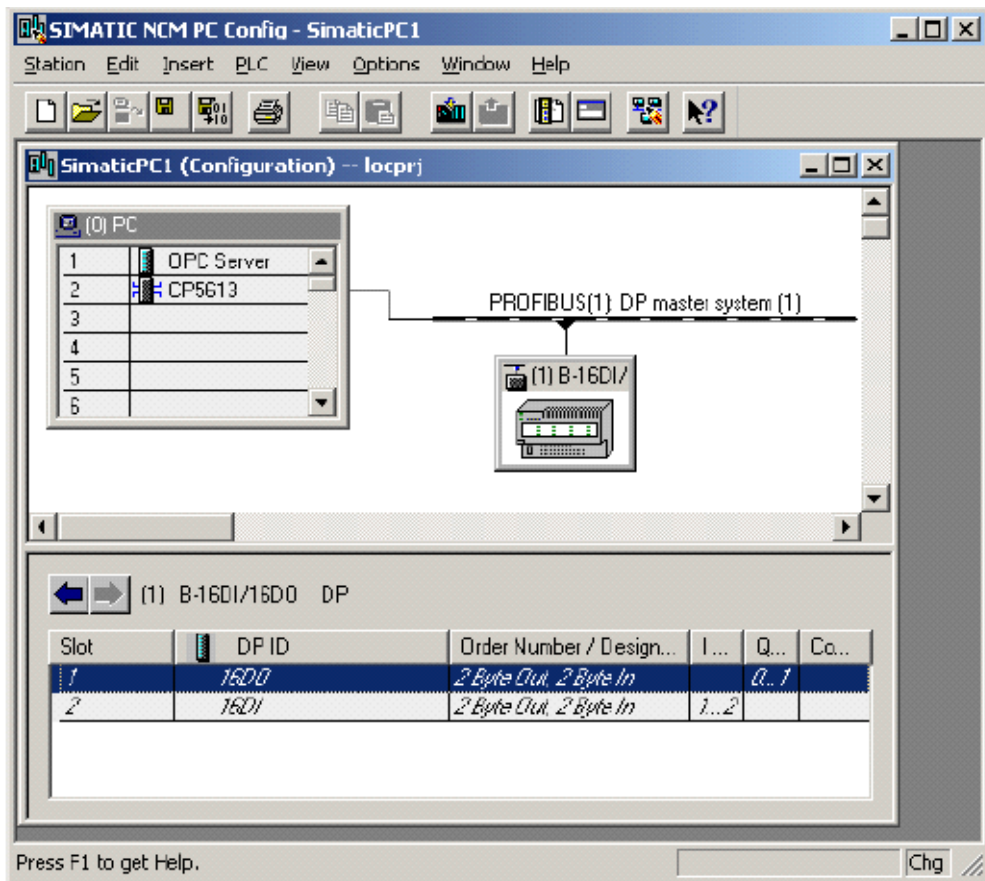 SIMATIC NCM PC Config - SimaticPC1
Station Edit Insert PLC View Options Window Help
SimaticPC1 (Configuration) -- locprj
(0) PC
1 OPC Server
2 CP5613
3
4
5
6
PROFIBUS(1): DP master system (1)
(1) B-16DI/
(1) B-16DI/16DO DP
Slot DP ID Order Number / Design... I ... Q... Co...
1 16DO 2 Byte Out, 2 Byte In 0...1
2 16DI 2 Byte Out, 2 Byte In 1...2
Press F1 to get Help. Chg